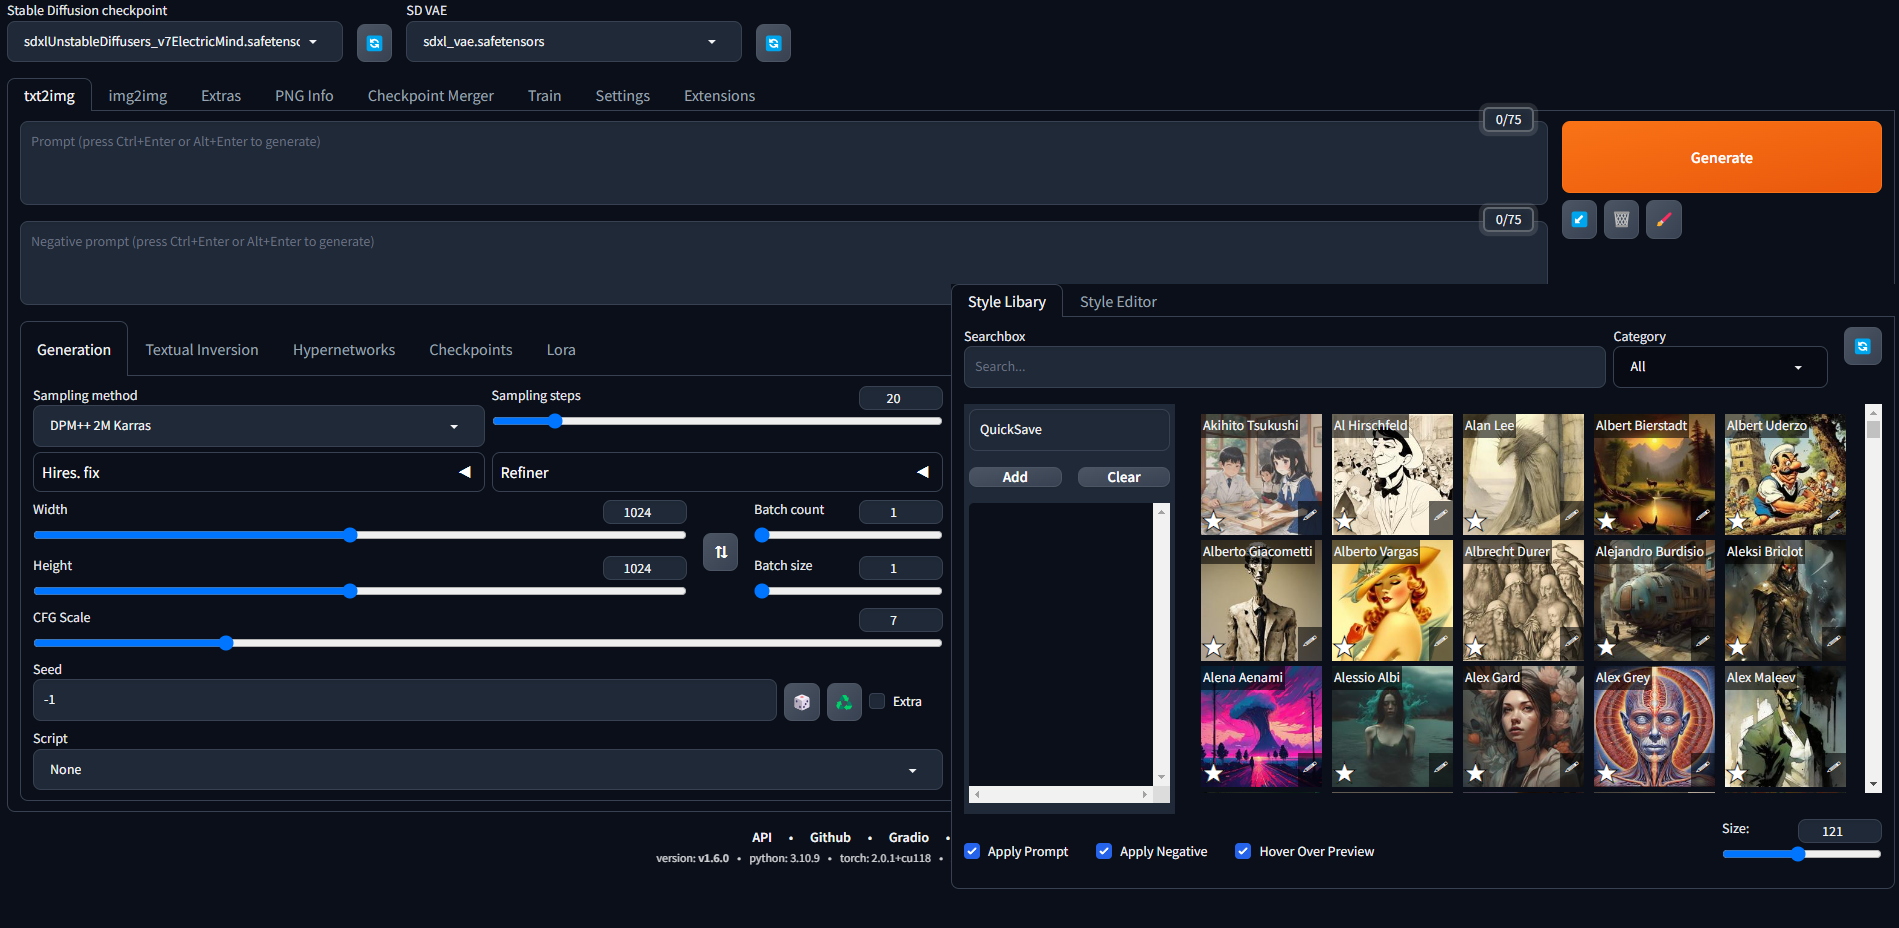 Stable Diffusion checkpoint
SD VAE
sdxlUnstableDiffusers_v7ElectricMind.safetensc
sdxl_vae.safetensors
txt2img
img2img
Extras
PNG Info
Checkpoint Merger
Train
Settings
Extensions
0/75
Prompt (press Ctrl+Enter or Alt+Enter to generate)
Generate
0/75
Negative prompt (press Ctrl+Enter or Alt+Enter to generate)
Generation
Textual Inversion
Hypernetworks
Checkpoints
Lora
Sampling method
DPM++ 2M Karras
Sampling steps
20
Hires. fix
Refiner
Width
1024
Batch count
1
Height
1024
Batch size
1
CFG Scale
7
Seed
-1
Extra
Script
None
API • Github • Gradio •
version: v1.6.0 • python: 3.10.9 • torch: 2.0.1+cu118 •
Style Libary
Style Editor
Searchbox
Search...
Category
All
QuickSave
Add
Clear
Akihito Tsukushi
Al Hirschfeld
Alan Lee
Albert Bierstadt
Albert Uderzo
Alberto Giacometti
Alberto Vargas
Albrecht Durer
Alejandro Burdisio
Aleksi Briclot
Alena Aenami
Alessio Albi
Alex Gard
Alex Grey
Alex Maleev
Apply Prompt
Apply Negative
Hover Over Preview
Size:
121